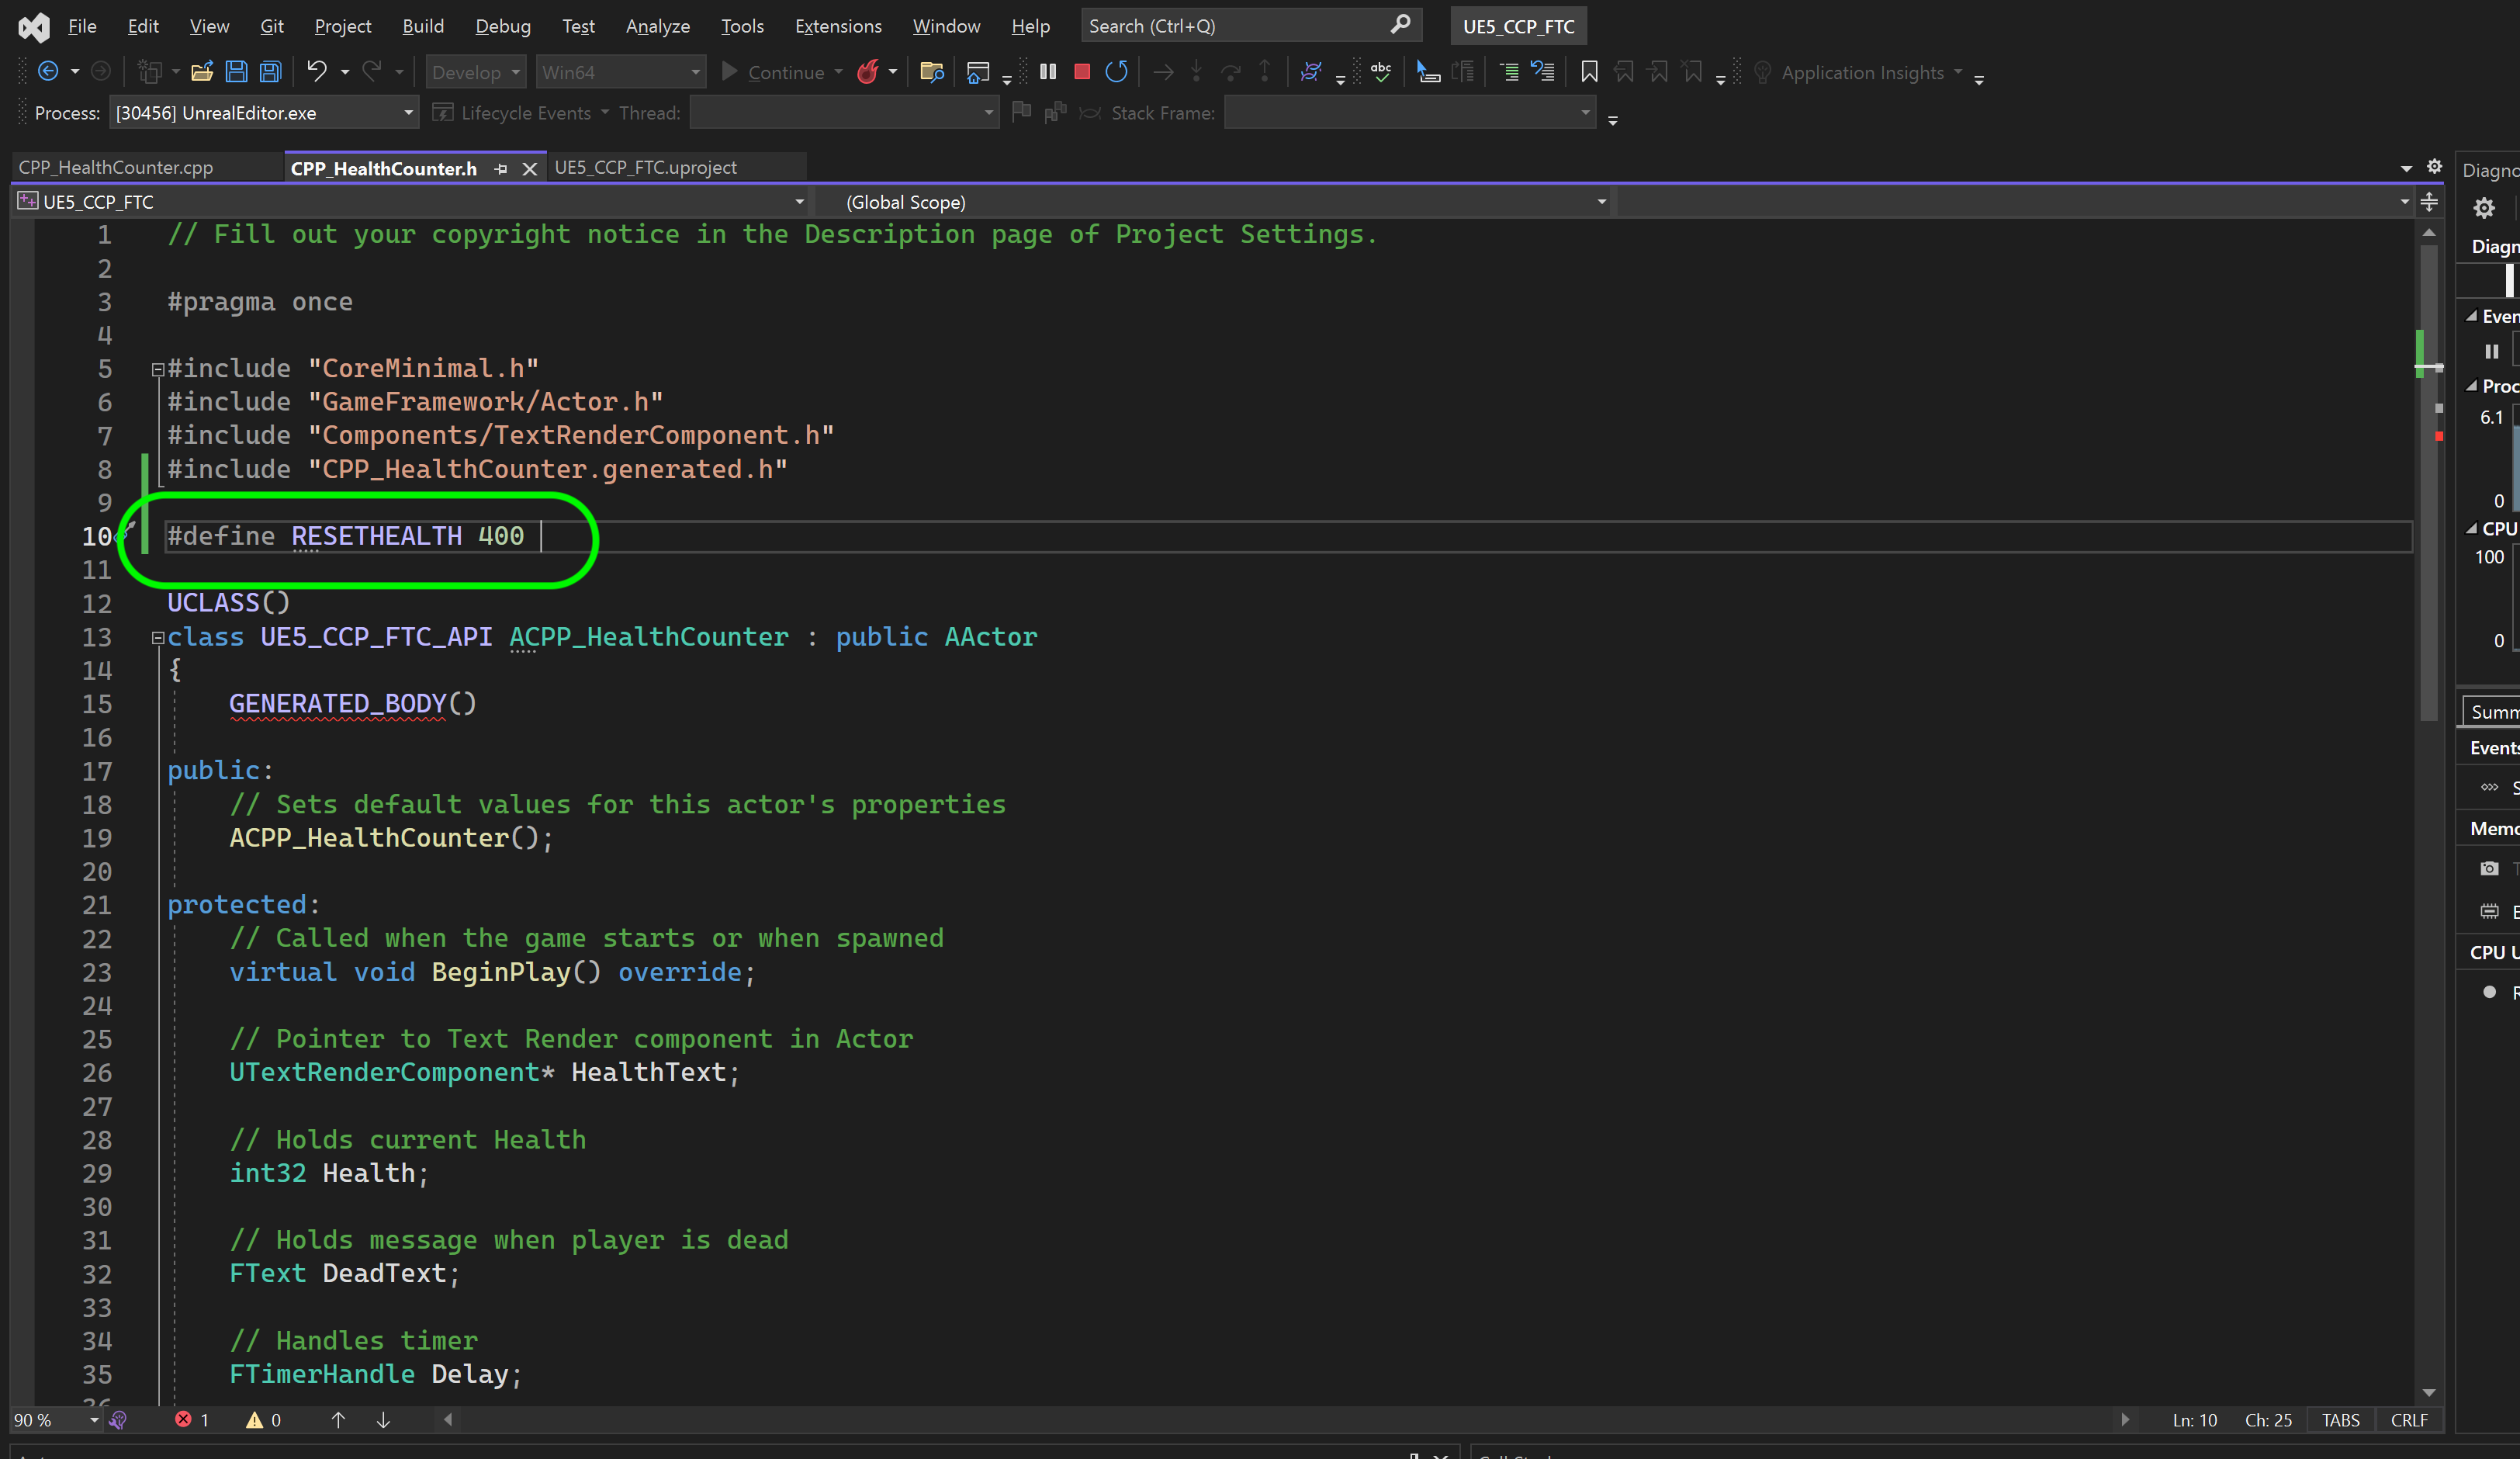 File Edit View Git Project Build Debug Test Analyze Tools Extensions Window Help Search (Ctrl+Q) UE5_CCP_FTC
Develop Win64 Continue abc Application Insights
Process: [30456] UnrealEditor.exe Lifecycle Events Thread: Stack Frame:
CPP_HealthCounter.cpp CPP_HealthCounter.h UE5_CCP_FTC.uproject
UE5_CCP_FTC (Global Scope)
1 // Fill out your copyright notice in the Description page of Project Settings.
2
3 #pragma once
4
5 #include "CoreMinimal.h"
6 #include "GameFramework/Actor.h"
7 #include "Components/TextRenderComponent.h"
8 #include "CPP_HealthCounter.generated.h"
9
10 #define RESETHEALTH 400
11
12 UCLASS()
13 class UE5_CCP_FTC_API ACPP_HealthCounter : public AActor
14 {
15 GENERATED_BODY()
16
17 public:
18 // Sets default values for this actor's properties
19 ACPP_HealthCounter();
20
21 protected:
22 // Called when the game starts or when spawned
23 virtual void BeginPlay() override;
24
25 // Pointer to Text Render component in Actor
26 UTextRenderComponent* HealthText;
27
28 // Holds current Health
29 int32 Health;
30
31 // Holds message when player is dead
32 FText DeadText;
33
34 // Handles timer
35 FTimerHandle Delay;
90 % 1 0 Ln: 10 Ch: 25 TABS CRLF
Diagno
Diagn
Even
Proc
6.1
0
CPU
100
0
Summ
Events
S
Memo
T
E
CPU U
R